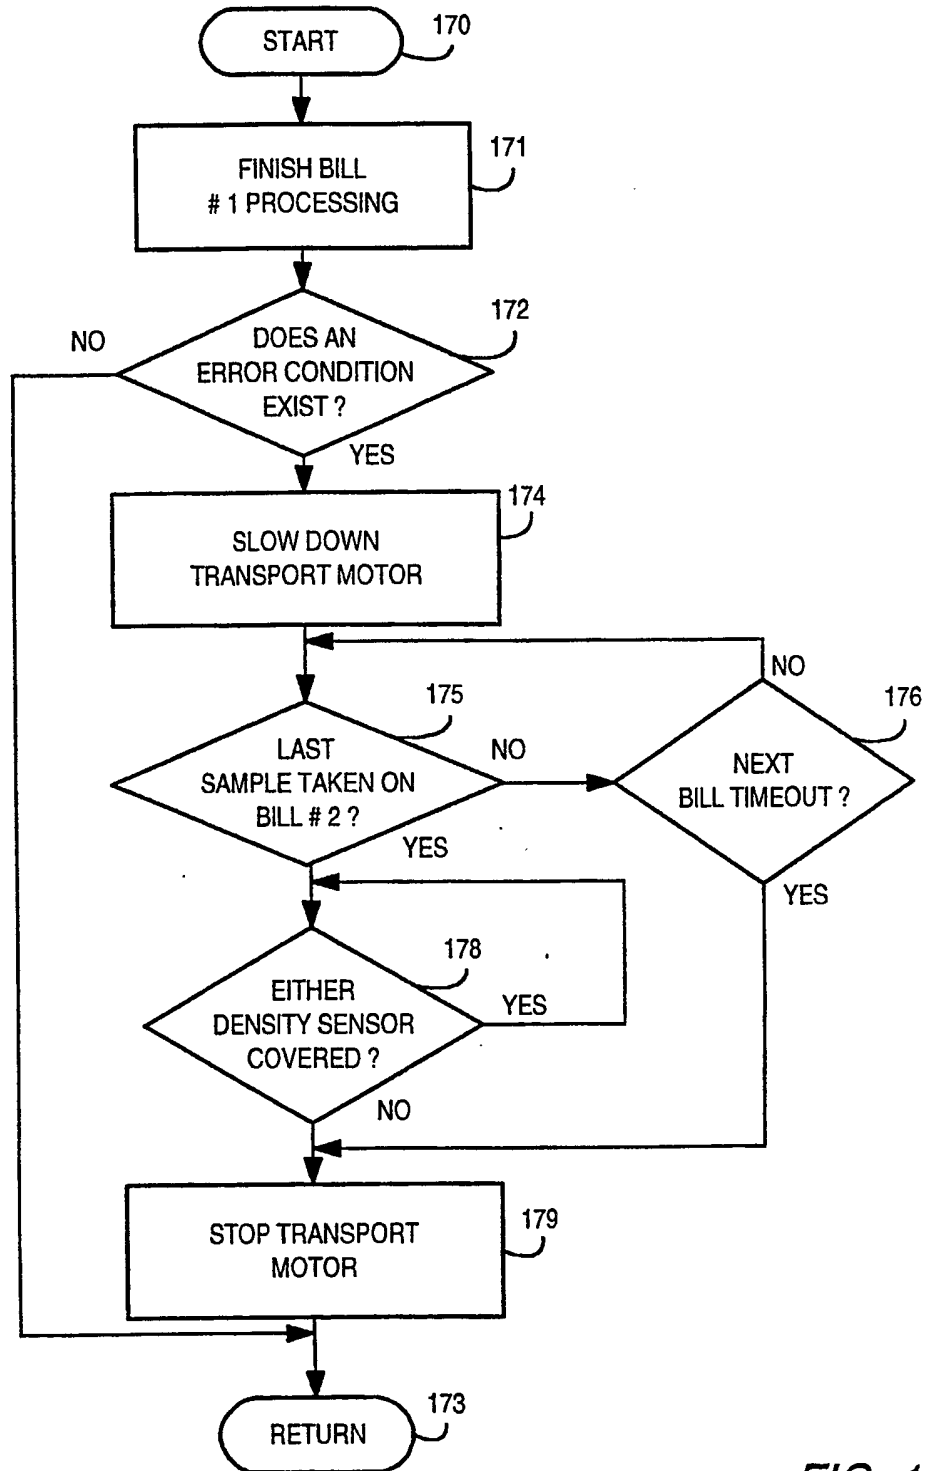 START
170
FINISH BILL
# 1 PROCESSING
171
DOES AN
ERROR CONDITION
EXIST ?
172
NO
YES
SLOW DOWN
TRANSPORT MOTOR
174
LAST
SAMPLE TAKEN ON
BILL # 2 ?
175
NO
YES
NEXT
BILL TIMEOUT ?
176
NO
YES
EITHER
DENSITY SENSOR
COVERED ?
178
YES
NO
STOP TRANSPORT
MOTOR
179
RETURN
173